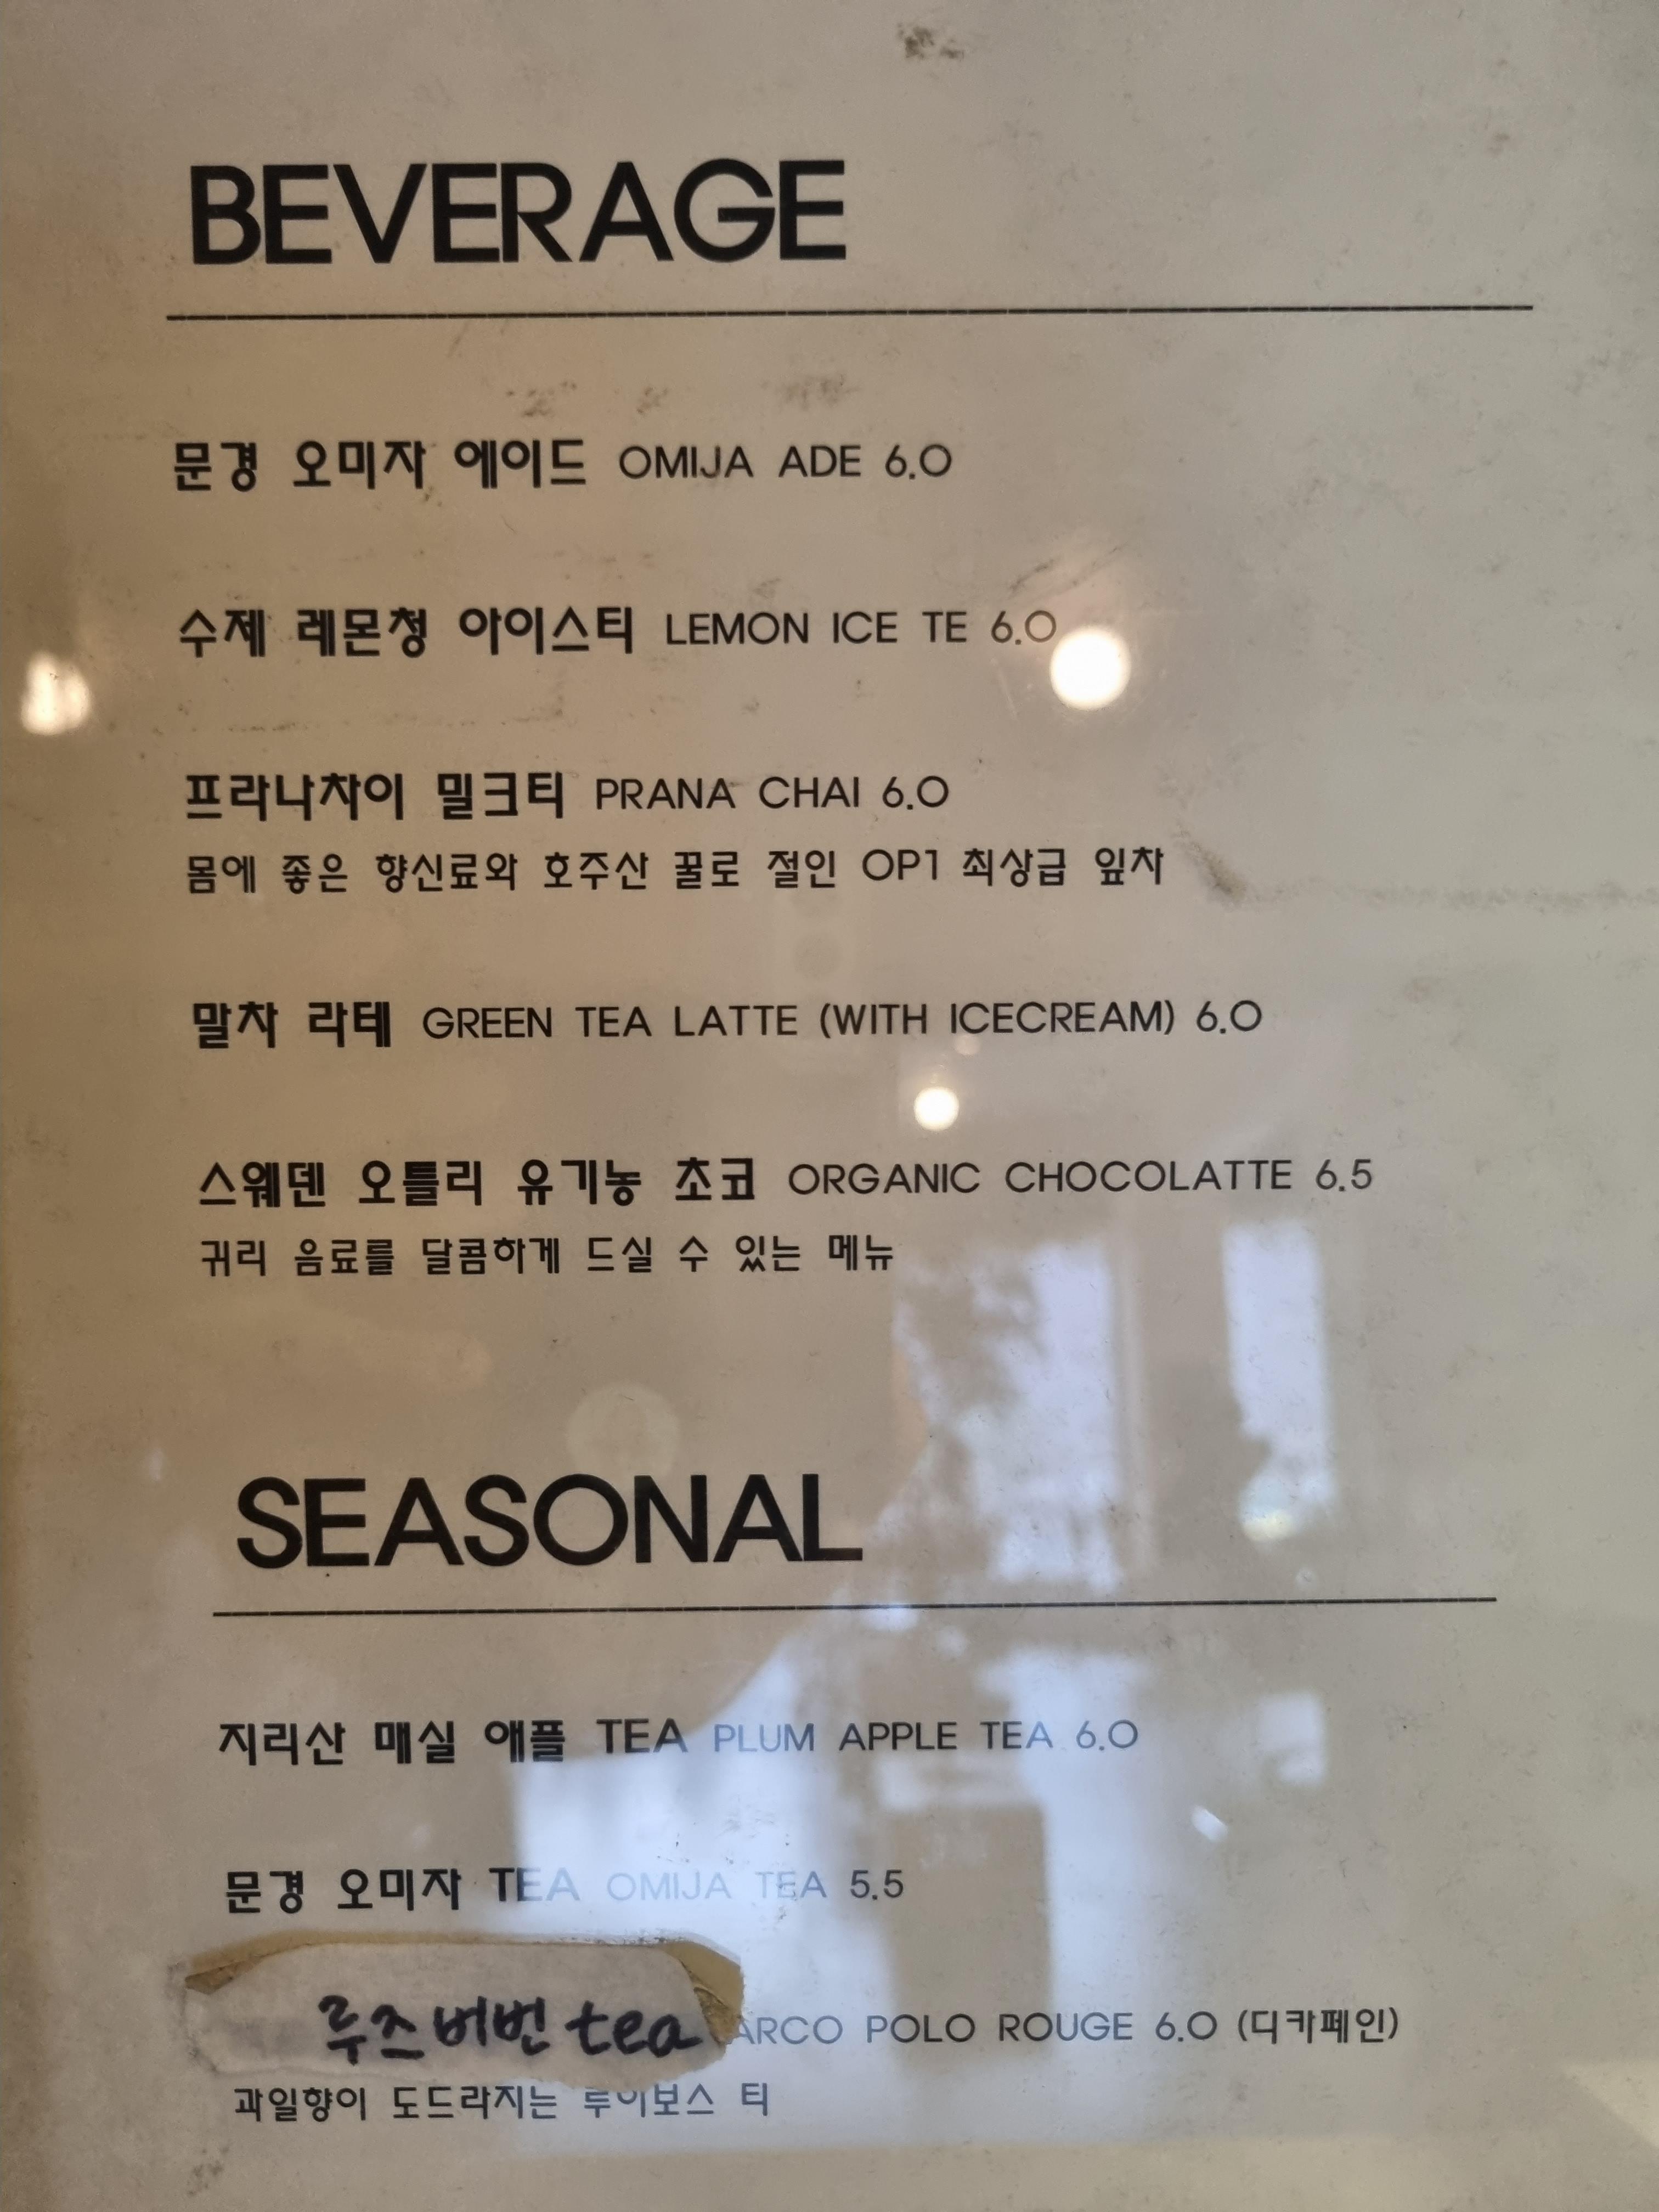 BEVERAGE
문경 오미자 에이드 OMIJA ADE 6.0
수제 레몬청 아이스티 LEMON ICE TE 6.0
프라나차이 밀크티 PRANA CHAI 6.0
몸에 좋은 향신료와 호주산 꿀로 절인 OP1 최상급 잎차
말차 라테 GREEN TEA LATTE (WITH ICECREAM) 6.0
스웨덴 오틀리 유기농 초코 ORGANIC CHOCOLATTE 6.5
귀리 음료를 달콤하게 드실 수 있는 메뉴
SEASONAL
지리산 매실 애플 TEA PLUM APPLE TEA 6.0
문경 오미자 TEA OMIJA TEA 5.5
루즈버번 tea ARCO POLO ROUGE 6.0 (디카페인)
과일향이 도드라지는 루이보스 티